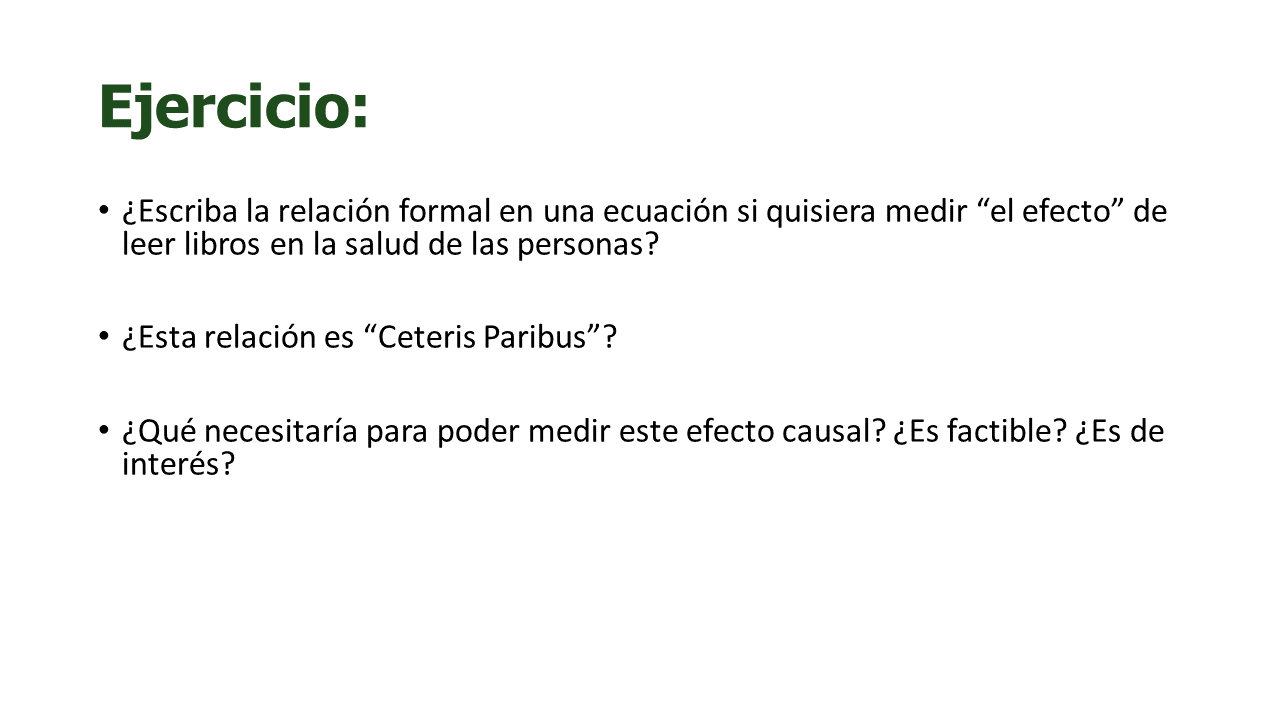 Ejercicio:
• ¿Escriba la relación formal en una ecuación si quisiera medir “el efecto” de
leer libros en la salud de las personas?
• ¿Esta relación es “Ceteris Paribus”?
• ¿Qué necesitaría para poder medir este efecto causal? ¿Es factible? ¿Es de
interés?